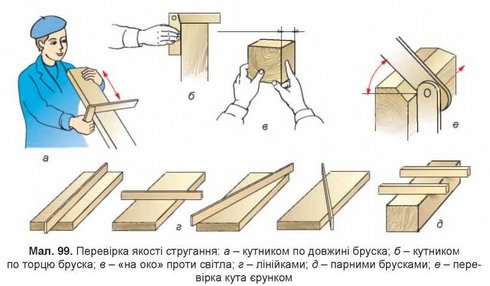 а
б
в
е
г
д
Мал. 99. Перевірка якості стругання: а – кутником по довжині бруска; б – кутником
по торцю бруска; в – «на око» проти світла; г – лінійками; д – парними брусками; е – пере-
вірка кута єрунком